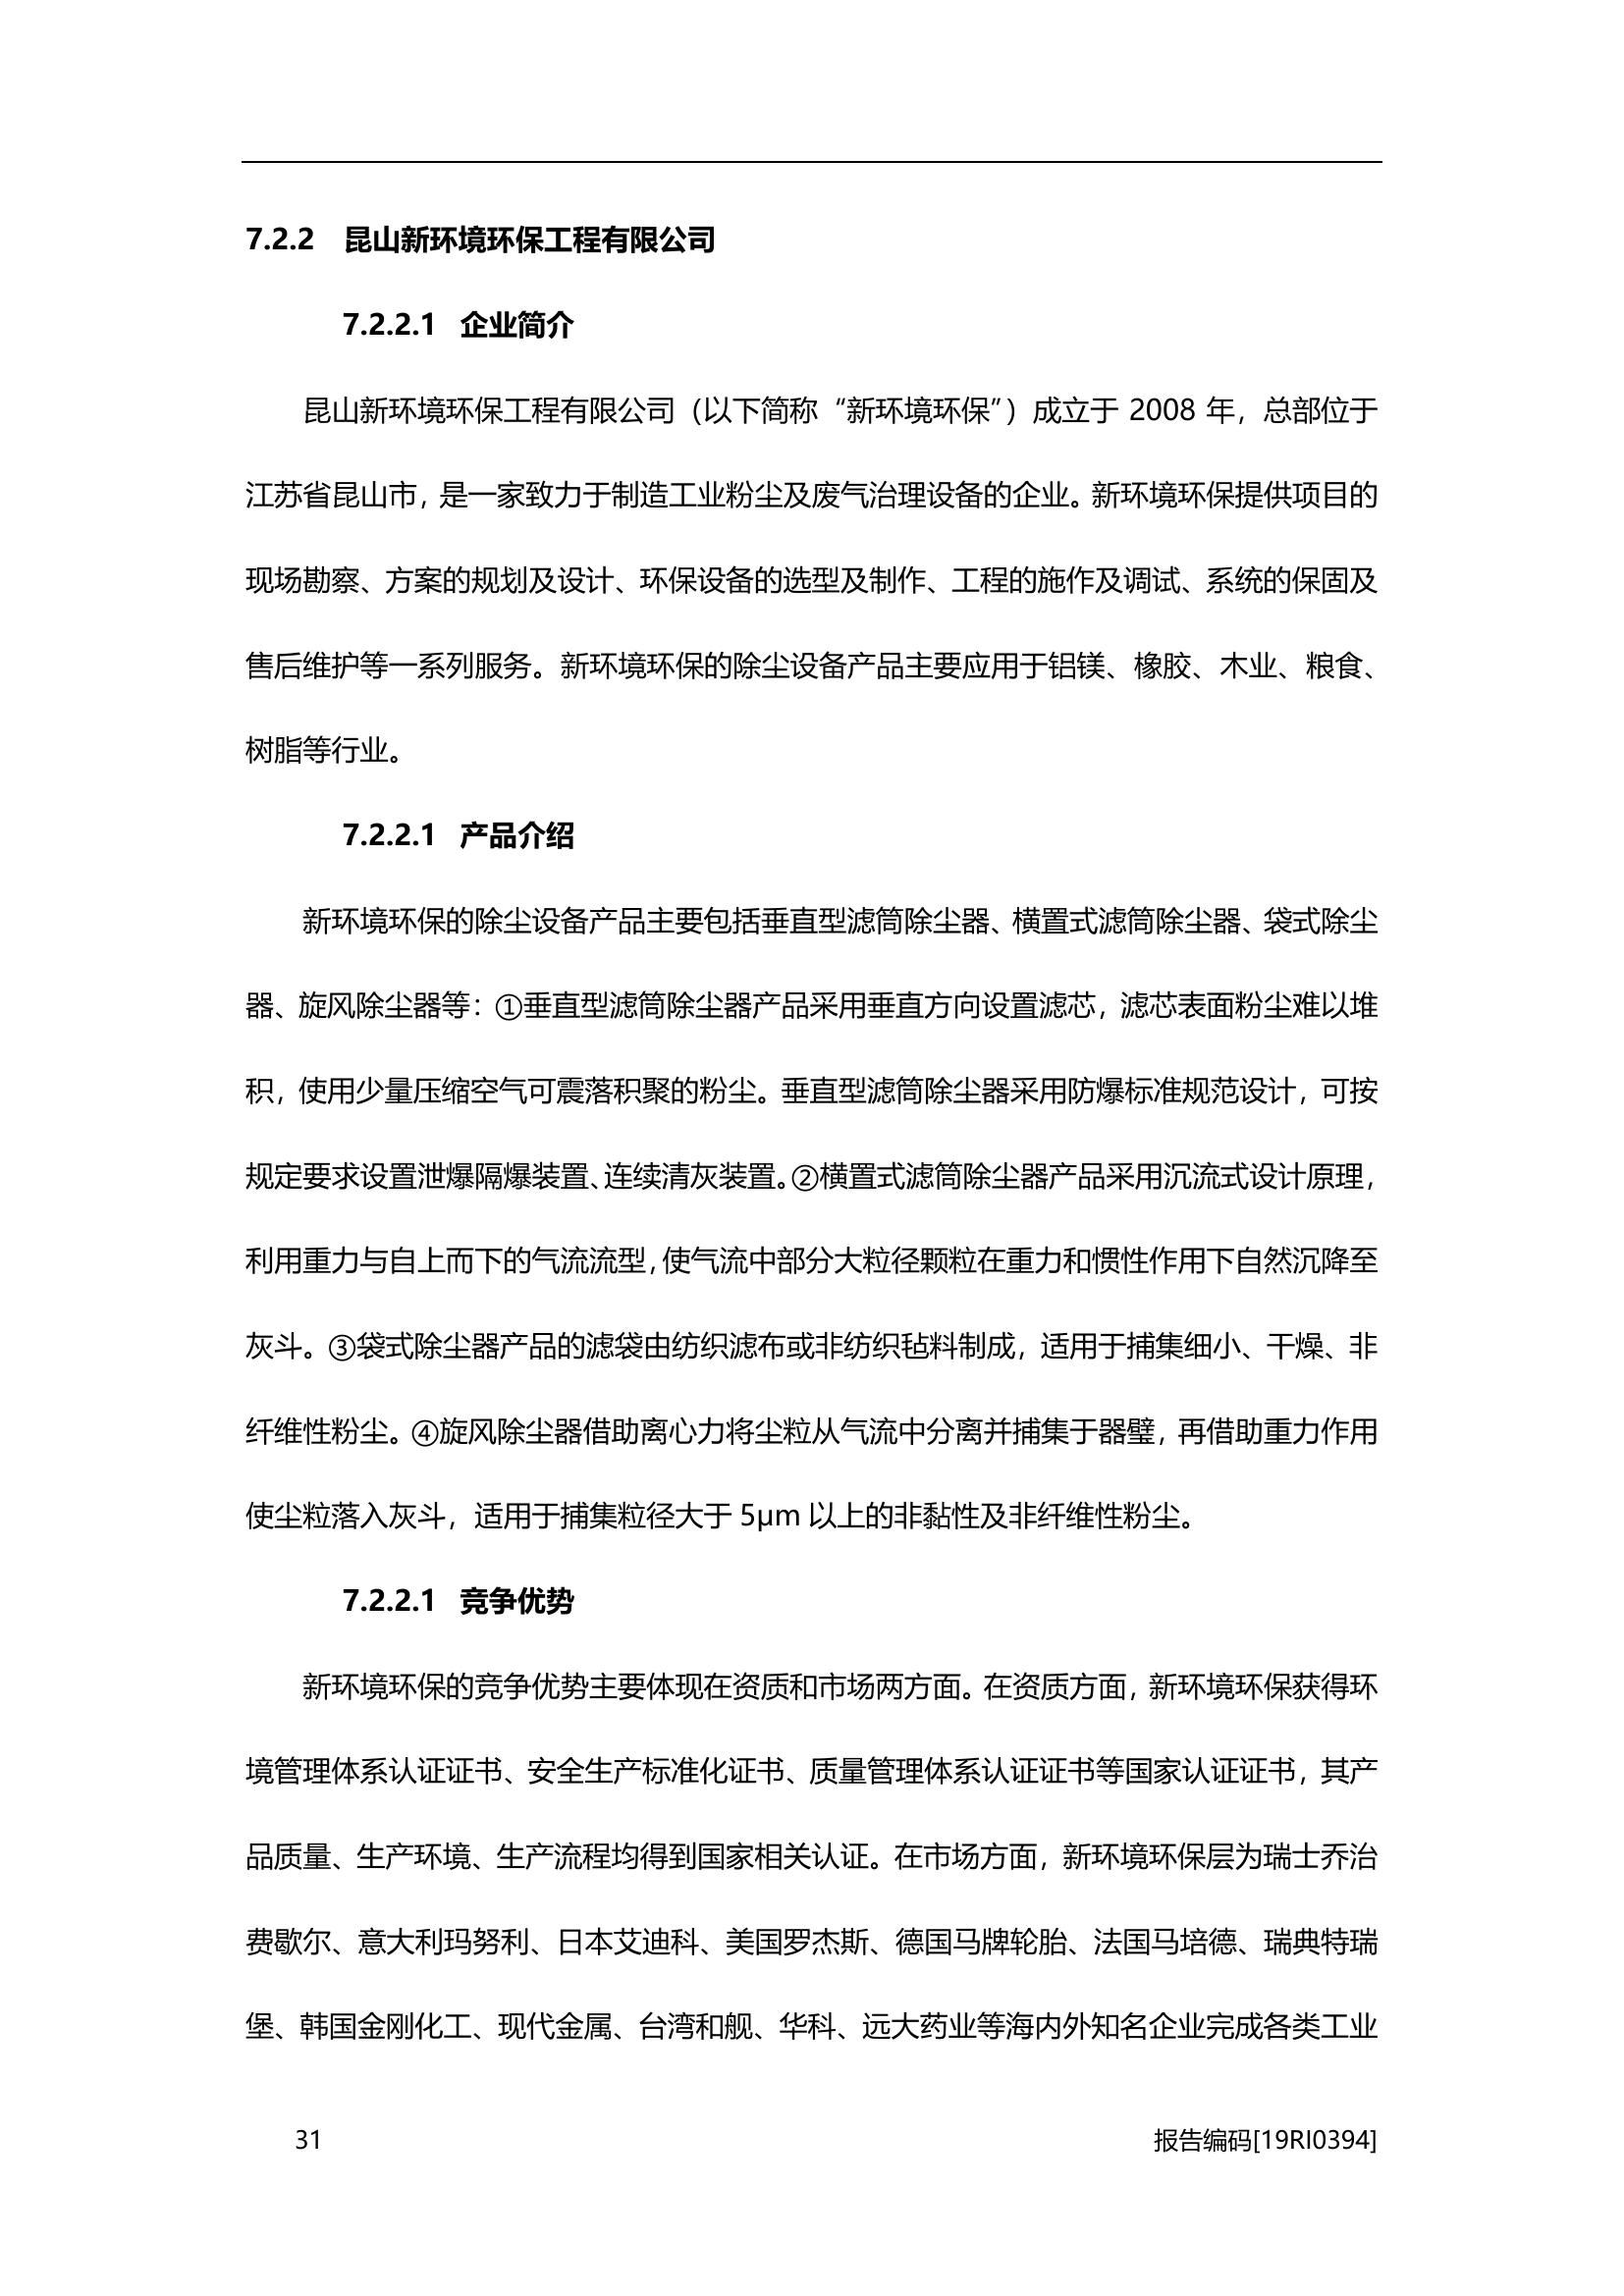 7.2.2 昆山新环境环保工程有限公司
7.2.2.1 企业简介
昆山新环境环保工程有限公司（以下简称“新环境环保”）成立于 2008 年，总部位于
江苏省昆山市，是一家致力于制造工业粉尘及废气治理设备的企业。新环境环保提供项目的
现场勘察、方案的规划及设计、环保设备的选型及制作、工程的施作及调试、系统的保固及
售后维护等一系列服务。新环境环保的除尘设备产品主要应用于铝镁、橡胶、木业、粮食、
树脂等行业。
7.2.2.1 产品介绍
新环境环保的除尘设备产品主要包括垂直型滤筒除尘器、横置式滤筒除尘器、袋式除尘
器、旋风除尘器等：①垂直型滤筒除尘器产品采用垂直方向设置滤芯，滤芯表面粉尘难以堆
积，使用少量压缩空气可震落积聚的粉尘。垂直型滤筒除尘器采用防爆标准规范设计，可按
规定要求设置泄爆隔爆装置、连续清灰装置。②横置式滤筒除尘器产品采用沉流式设计原理，
利用重力与自上而下的气流流型，使气流中部分大粒径颗粒在重力和惯性作用下自然沉降至
灰斗。③袋式除尘器产品的滤袋由纺织滤布或非纺织毡料制成，适用于捕集细小、干燥、非
纤维性粉尘。④旋风除尘器借助离心力将尘粒从气流中分离并捕集于器璧，再借助重力作用
使尘粒落入灰斗，适用于捕集粒径大于 5μm 以上的非黏性及非纤维性粉尘。
7.2.2.1 竞争优势
新环境环保的竞争优势主要体现在资质和市场两方面。在资质方面，新环境环保获得环
境管理体系认证证书、安全生产标准化证书、质量管理体系认证证书等国家认证证书，其产
品质量、生产环境、生产流程均得到国家相关认证。在市场方面，新环境环保层为瑞士乔治
费歇尔、意大利玛努利、日本艾迪科、美国罗杰斯、德国马牌轮胎、法国马培德、瑞典特瑞
堡、韩国金刚化工、现代金属、台湾和舰、华科、远大药业等海内外知名企业完成各类工业
31
报告编码[19RI0394]